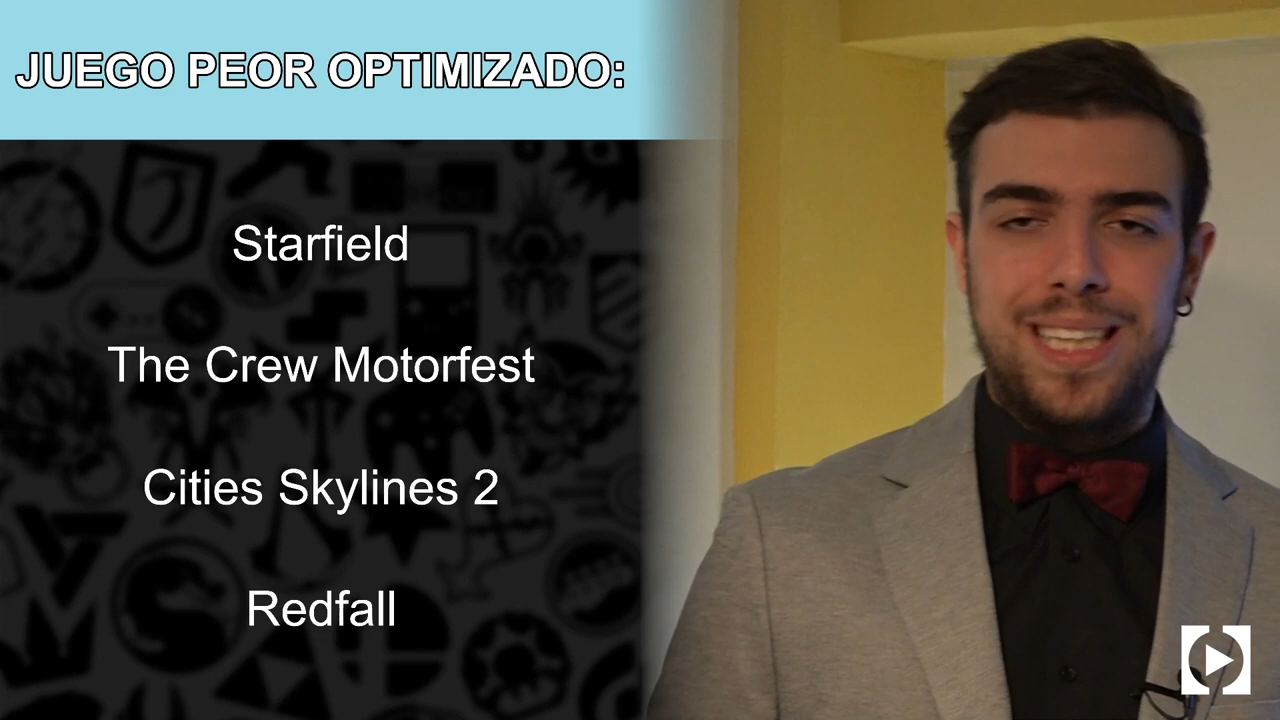 JUEGO PEOR OPTIMIZADO:
Starfield
The Crew Motorfest
Cities Skylines 2
Redfall